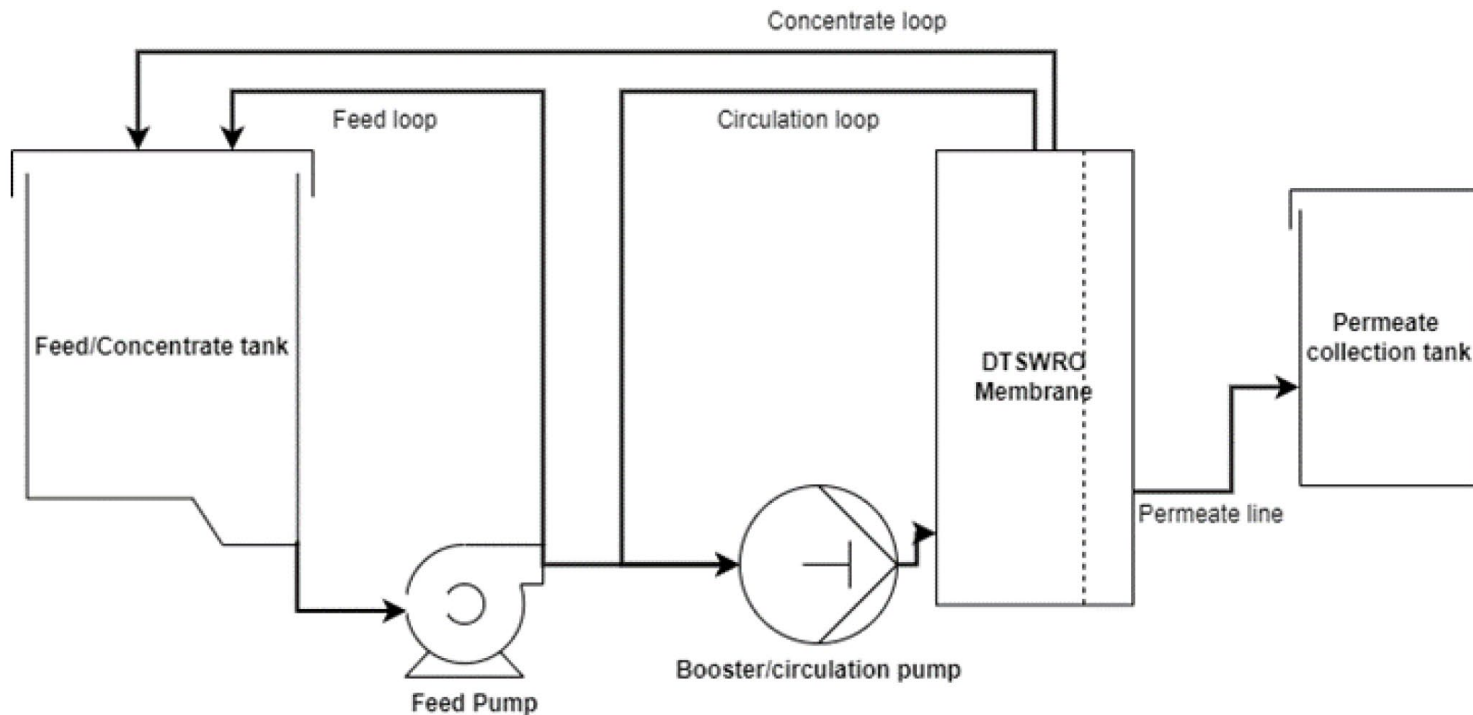 Concentrate loop
Feed loop
Circulation loop
Feed/Concentrate tank
DTSWRO
Membrane
Permeate
collection tank
Permeate line
Booster/circulation pump
Feed Pump